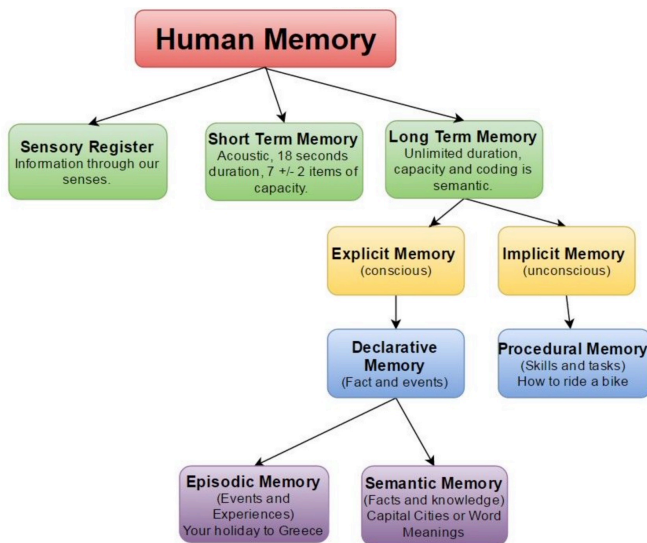 Human Memory
Sensory Register
Information through our
senses.
Short Term Memory
Acoustic, 18 seconds
duration, 7 +/- 2 items of
capacity.
Long Term Memory
Unlimited duration,
capacity and coding is
semantic.
Explicit Memory
(conscious)
Implicit Memory
(unconscious)
Declarative
Memory
(Fact and events)
Procedural Memory
(Skills and tasks)
How to ride a bike
Episodic Memory
(Events and
Experiences)
Your holiday to Greece
Semantic Memory
(Facts and knowledge)
Capital Cities or Word
Meanings